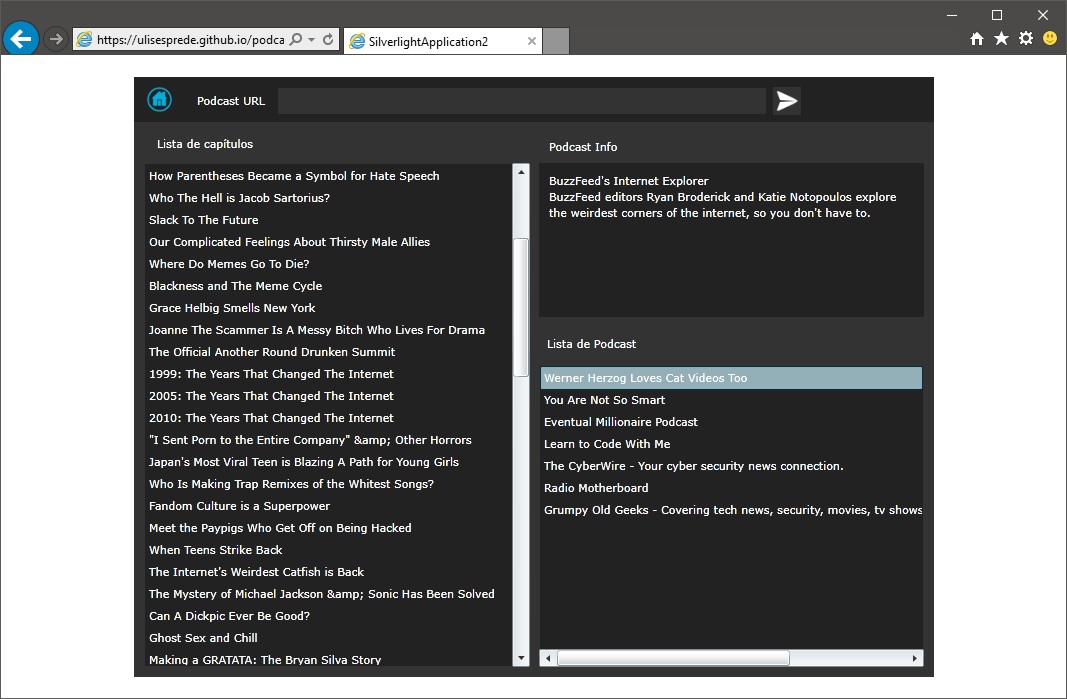 https://ulisesprede.github.io/podca
SilverlightApplication2
Podcast URL
Lista de capítulos
How Parentheses Became a Symbol for Hate Speech
Who The Hell is Jacob Sartorius?
Slack To The Future
Our Complicated Feelings About Thirsty Male Allies
Where Do Memes Go To Die?
Blackness and The Meme Cycle
Grace Helbig Smells New York
Joanne The Scammer Is A Messy Bitch Who Lives For Drama
The Official Another Round Drunken Summit
1999: The Years That Changed The Internet
2005: The Years That Changed The Internet
2010: The Years That Changed The Internet
"I Sent Porn to the Entire Company" &amp; Other Horrors
Japan's Most Viral Teen is Blazing A Path for Young Girls
Who Is Making Trap Remixes of the Whitest Songs?
Fandom Culture is a Superpower
Meet the Paypigs Who Get Off on Being Hacked
When Teens Strike Back
The Internet's Weirdest Catfish is Back
The Mystery of Michael Jackson &amp; Sonic Has Been Solved
Can A Dickpic Ever Be Good?
Ghost Sex and Chill
Making a GRATATA: The Bryan Silva Story
Podcast Info
BuzzFeed's Internet Explorer
BuzzFeed editors Ryan Broderick and Katie Notopoulos explore
the weirdest corners of the internet, so you don't have to.
Lista de Podcast
Werner Herzog Loves Cat Videos Too
You Are Not So Smart
Eventual Millionaire Podcast
Learn to Code With Me
The CyberWire - Your cyber security news connection.
Radio Motherboard
Grumpy Old Geeks - Covering tech news, security, movies, tv shows